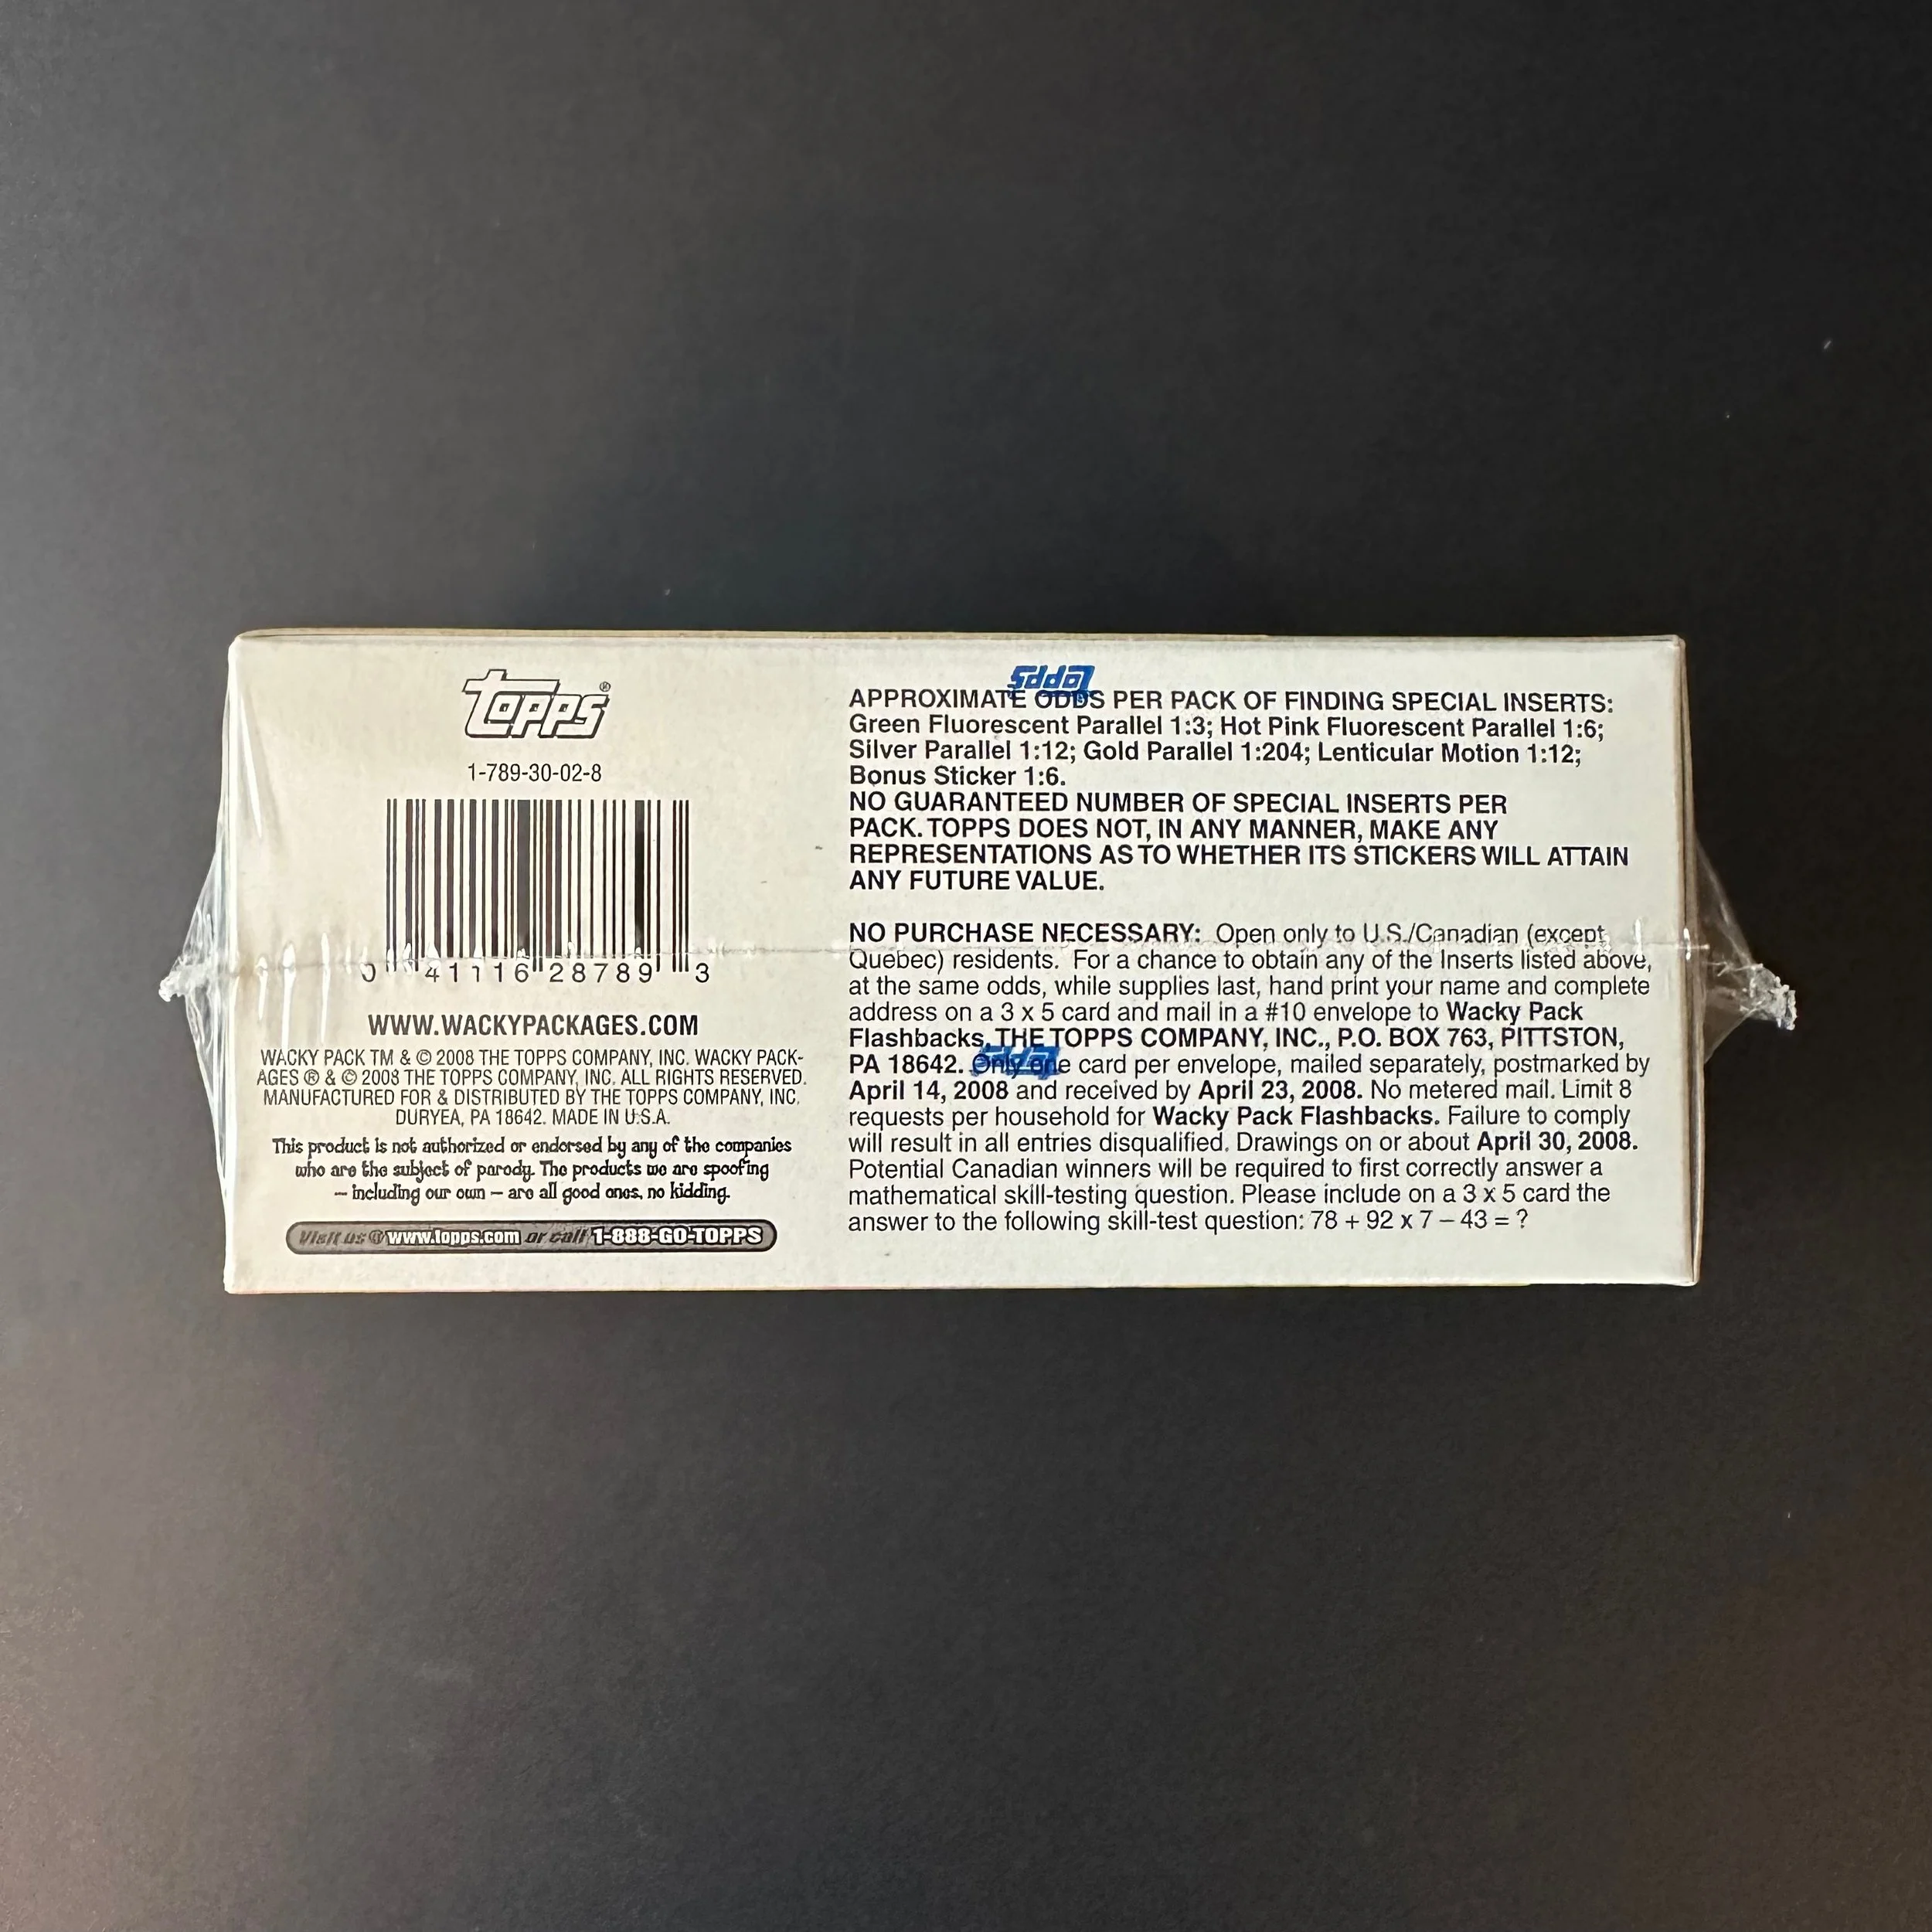 Topps®
1-789-30-02-8
0 41116 28789 3
WWW.WACKYPACKAGES.COM
WACKY PACK TM & © 2008 THE TOPPS COMPANY, INC. WACKY PACK-
AGES ® & © 2008 THE TOPPS COMPANY, INC. ALL RIGHTS RESERVED.
MANUFACTURED FOR & DISTRIBUTED BY THE TOPPS COMPANY, INC.
DURYEA, PA 18642. MADE IN U.S.A.
This product is not authorized or endorsed by any of the companies
who are the subject of parody. The products we are spoofing
– including our own – are all good ones, no kidding.
Visit us @ www.topps.com or call 1-888-GO-TOPPS
Topps
APPROXIMATE ODDS PER PACK OF FINDING SPECIAL INSERTS:
Green Fluorescent Parallel 1:3; Hot Pink Fluorescent Parallel 1:6;
Silver Parallel 1:12; Gold Parallel 1:204; Lenticular Motion 1:12;
Bonus Sticker 1:6.
NO GUARANTEED NUMBER OF SPECIAL INSERTS PER
PACK. TOPPS DOES NOT, IN ANY MANNER, MAKE ANY
REPRESENTATIONS AS TO WHETHER ITS STICKERS WILL ATTAIN
ANY FUTURE VALUE.
NO PURCHASE NECESSARY: Open only to U.S./Canadian (except
Quebec) residents. For a chance to obtain any of the Inserts listed above,
at the same odds, while supplies last, hand print your name and complete
address on a 3 x 5 card and mail in a #10 envelope to Wacky Pack
Flashbacks, THE TOPPS COMPANY, INC., P.O. BOX 763, PITTSTON,
PA 18642. Only one card per envelope, mailed separately, postmarked by
April 14, 2008 and received by April 23, 2008. No metered mail. Limit 8
requests per household for Wacky Pack Flashbacks. Failure to comply
will result in all entries disqualified. Drawings on or about April 30, 2008.
Potential Canadian winners will be required to first correctly answer a
mathematical skill-testing question. Please include on a 3 x 5 card the
answer to the following skill-test question: 78 + 92 x 7 – 43 = ?
Topps